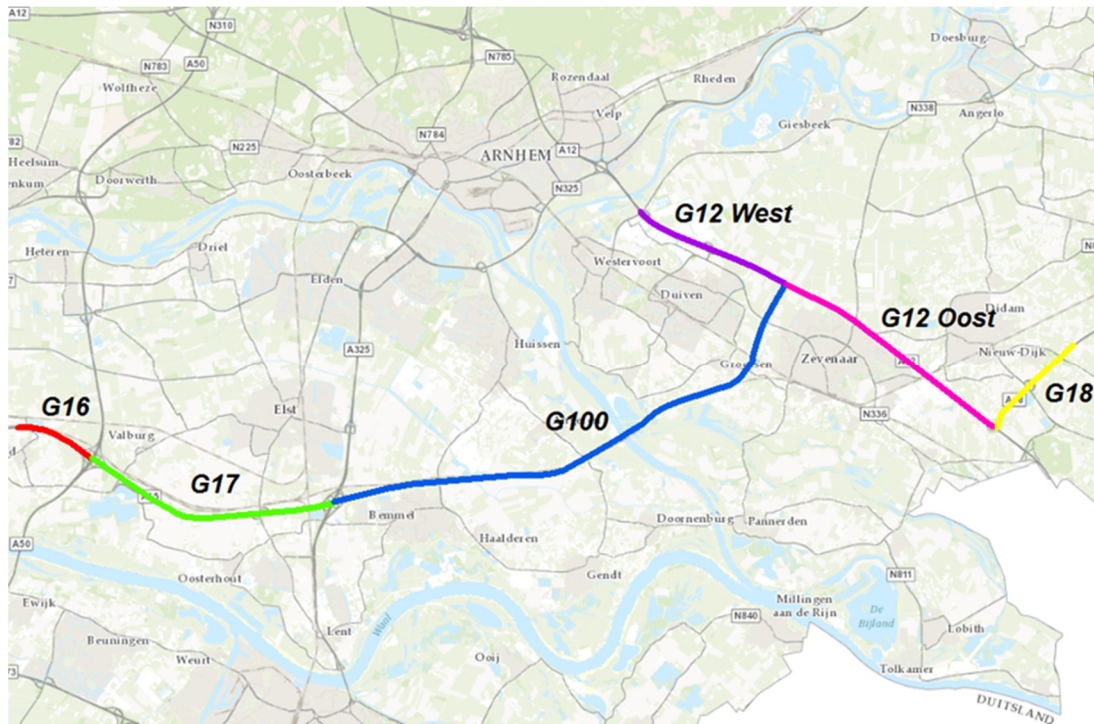 A12
N310
N785
Doesburg
A50
N783
Rozendaal
Rheden
Wolfheze
N338
Angerlo
Velp
Giesbeek
N784
N225
ARNHEM
A12
Heelsum
Doorwerth
Oosterbeek
N325
G12 West
Driel
Heteren
Westervoort
Elden
Duiven
G12 Oost
Didam
Huissen
A325
Nieuw-Dijk
Zevenaar
G18
Elst
G16
G100
N336
Valburg
G17
A15
Bemmel
Doornenburg
Pannerden
Haalderen
A50
Oosterhout
Gendt
N811
Ewijk
Millingen
aan de Rijn
De
Bijland
Lent
Waal
N840
Lobith
Beuningen
Weurt
Ooij
Tolkamer
DUITSLAND